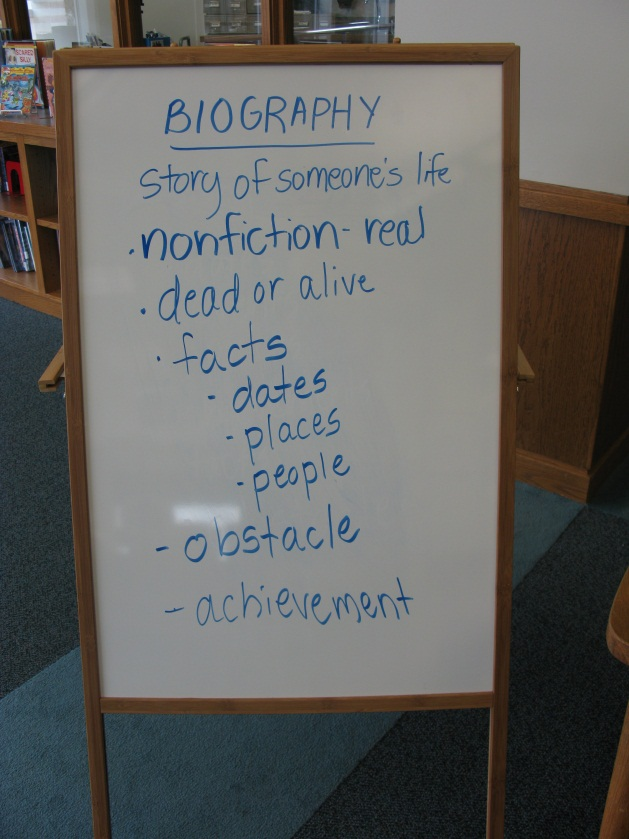 BIOGRAPHY
story of someone's life
. nonfiction - real
. dead or alive
. facts
- dates
- places
- people
- obstacle
- achievement